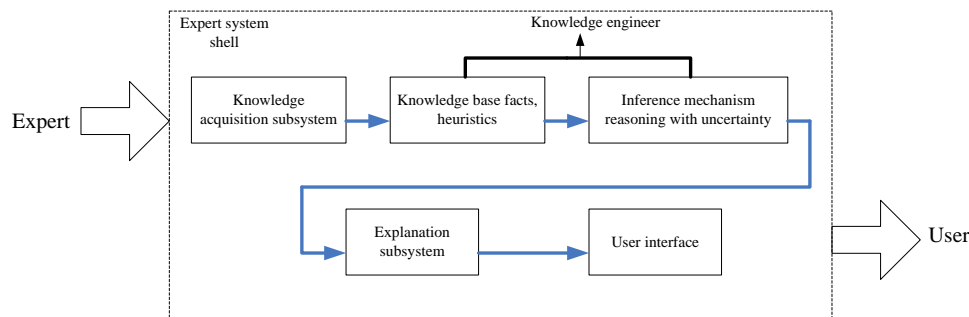 Expert system
shell
Knowledge engineer
Knowledge
acquisition subsystem
Knowledge base facts,
heuristics
Inference mechanism
reasoning with uncertainty
Expert
Explanation
subsystem
User interface
User